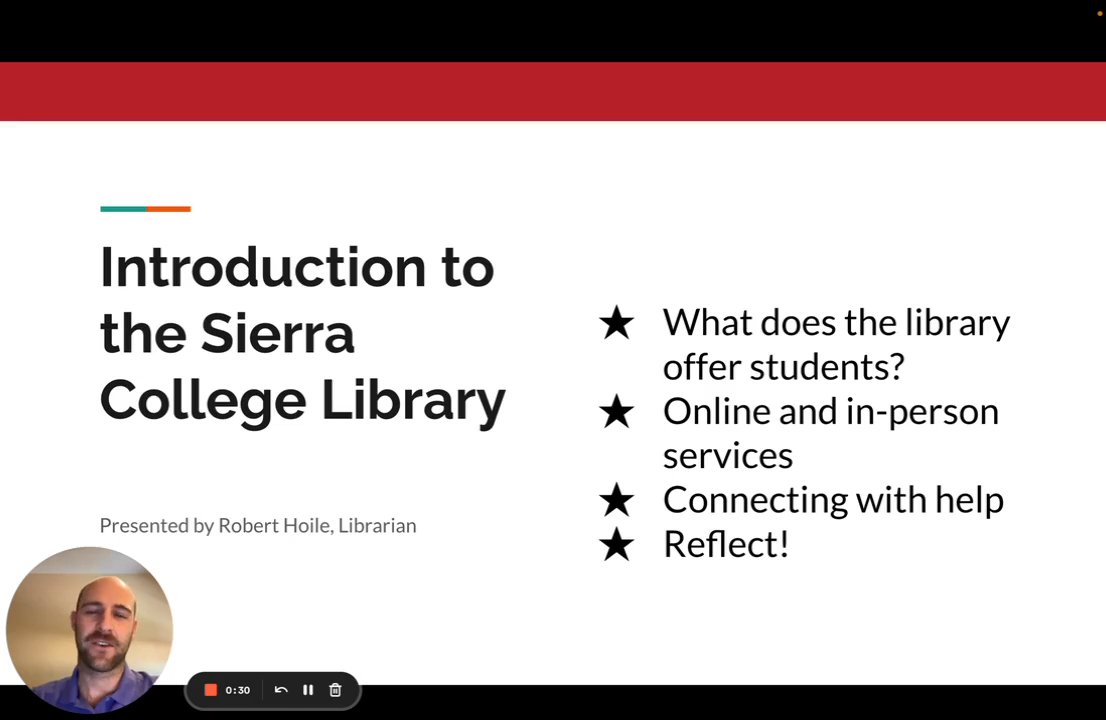 Introduction to
the Sierra
College Library
Presented by Robert Hoile, Librarian
★ What does the library
offer students?
★ Online and in-person
services
★ Connecting with help
★ Reflect!
0:30